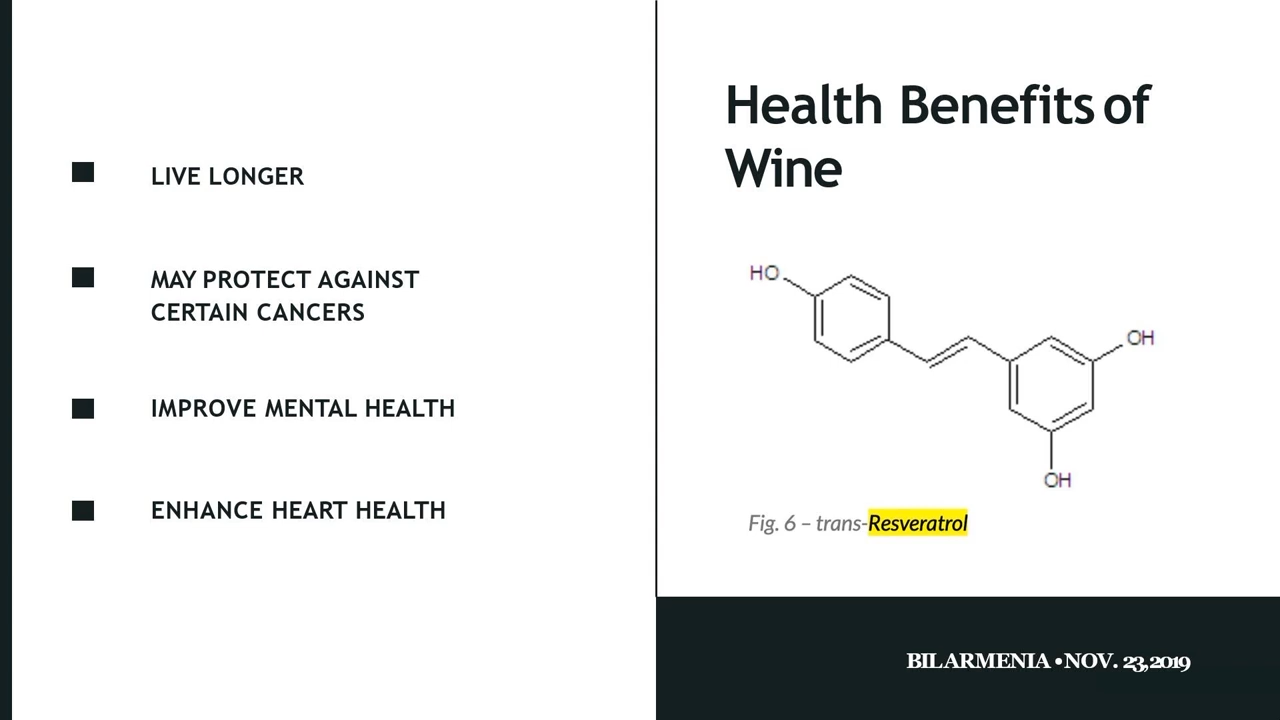 Health Benefits of
Wine
LIVE LONGER
MAY PROTECT AGAINST
CERTAIN CANCERS
IMPROVE MENTAL HEALTH
ENHANCE HEART HEALTH
HO
OH
OH
Fig. 6 – trans-Resveratrol
BILARMENIA • NOV. 23, 2019